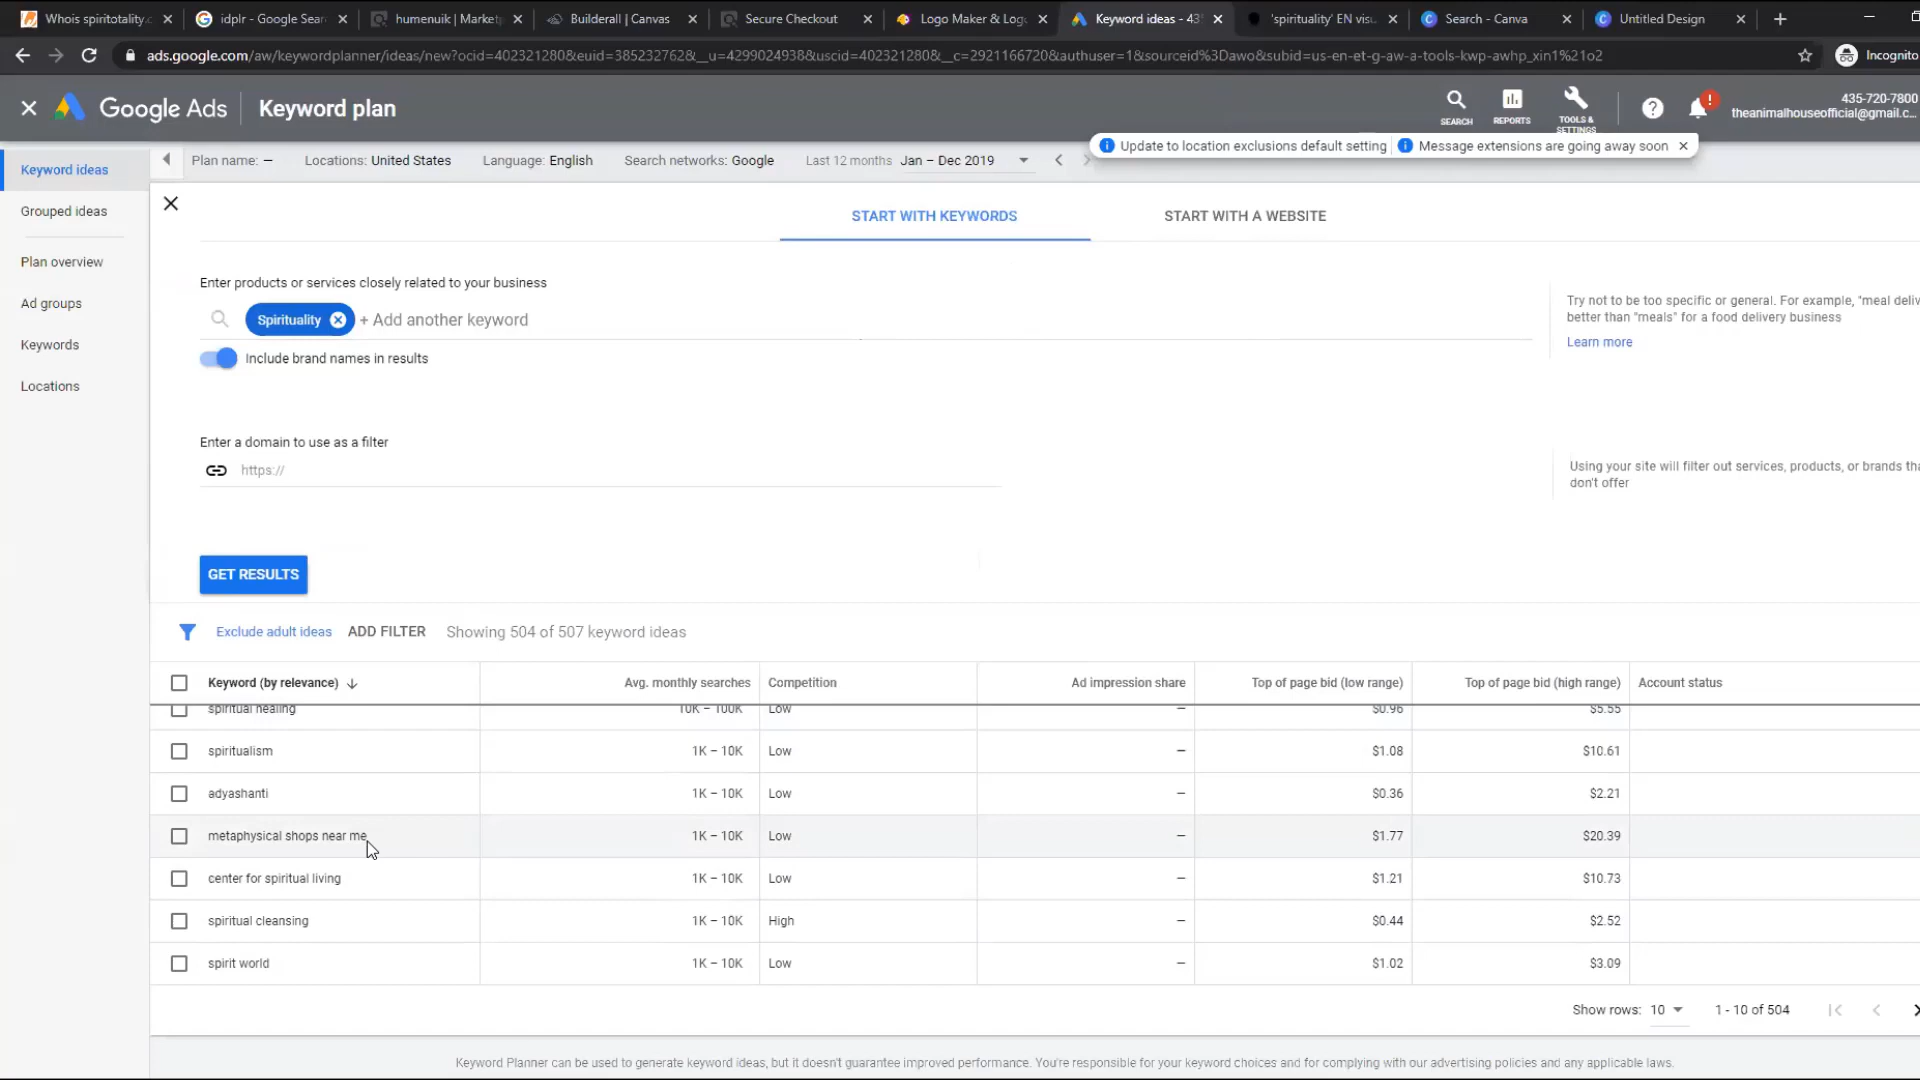 Whois spiritotality.c
idplr - Google Sear
humenuik | Market
Builderall | Canvas
Secure Checkout
Logo Maker & Log
Keyword ideas - 43
'spirituality' EN visu
Search - Canva
Untitled Design
ads.google.com/aw/keywordplanner/ideas/new?ocid=402321280&euid=385232762&__u=4299024938&uscid=402321280&__c=2921166720&authuser=1&sourceid%3Dawo&subid=us-en-et-g-aw-a-tools-kwp-awhp_xin1%21o2
Incognito
Google Ads
Keyword plan
SEARCH
REPORTS
TOOLS &
SETTINGS
435-720-7800
theanimalhouseofficial@gmail.c...
Update to location exclusions default setting
Message extensions are going away soon
Plan name: –
Locations: United States
Language: English
Search networks: Google
Last 12 months
Jan – Dec 2019
Keyword ideas
Grouped ideas
Plan overview
Ad groups
Keywords
Locations
START WITH KEYWORDS
START WITH A WEBSITE
Enter products or services closely related to your business
Spirituality
+ Add another keyword
Include brand names in results
Try not to be too specific or general. For example, "meal deliv
better than "meals" for a food delivery business
Learn more
Enter a domain to use as a filter
https://
Using your site will filter out services, products, or brands tha
don't offer
GET RESULTS
Exclude adult ideas
ADD FILTER
Showing 504 of 507 keyword ideas
Keyword (by relevance)
Avg. monthly searches
Competition
Ad impression share
Top of page bid (low range)
Top of page bid (high range)
Account status
spiritual healing 10K – 100K Low – $0.96 $5.55
spiritualism 1K – 10K Low – $1.08 $10.61
adyashanti 1K – 10K Low – $0.36 $2.21
metaphysical shops near me 1K – 10K Low – $1.77 $20.39
center for spiritual living 1K – 10K Low – $1.21 $10.73
spiritual cleansing 1K – 10K High – $0.44 $2.52
spirit world 1K – 10K Low – $1.02 $3.09
Show rows: 10
1 - 10 of 504
Keyword Planner can be used to generate keyword ideas, but it doesn't guarantee improved performance. You're responsible for your keyword choices and for complying with our advertising policies and any applicable laws.